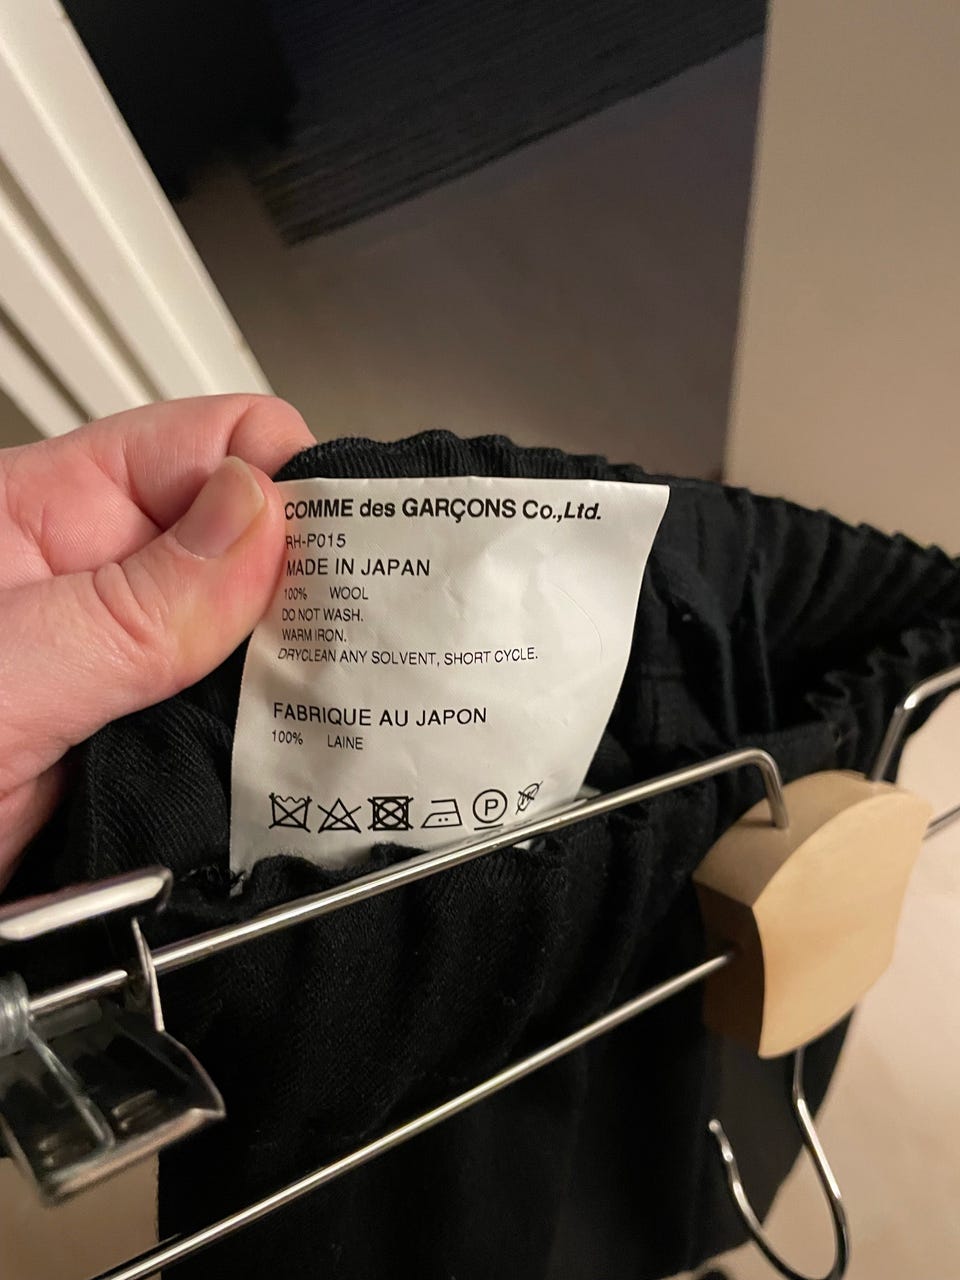 COMME des GARÇONS Co.,Ltd.
RH-P015
MADE IN JAPAN
100% WOOL
DO NOT WASH.
WARM IRON.
DRYCLEAN ANY SOLVENT, SHORT CYCLE.
FABRIQUE AU JAPON
100% LAINE
P